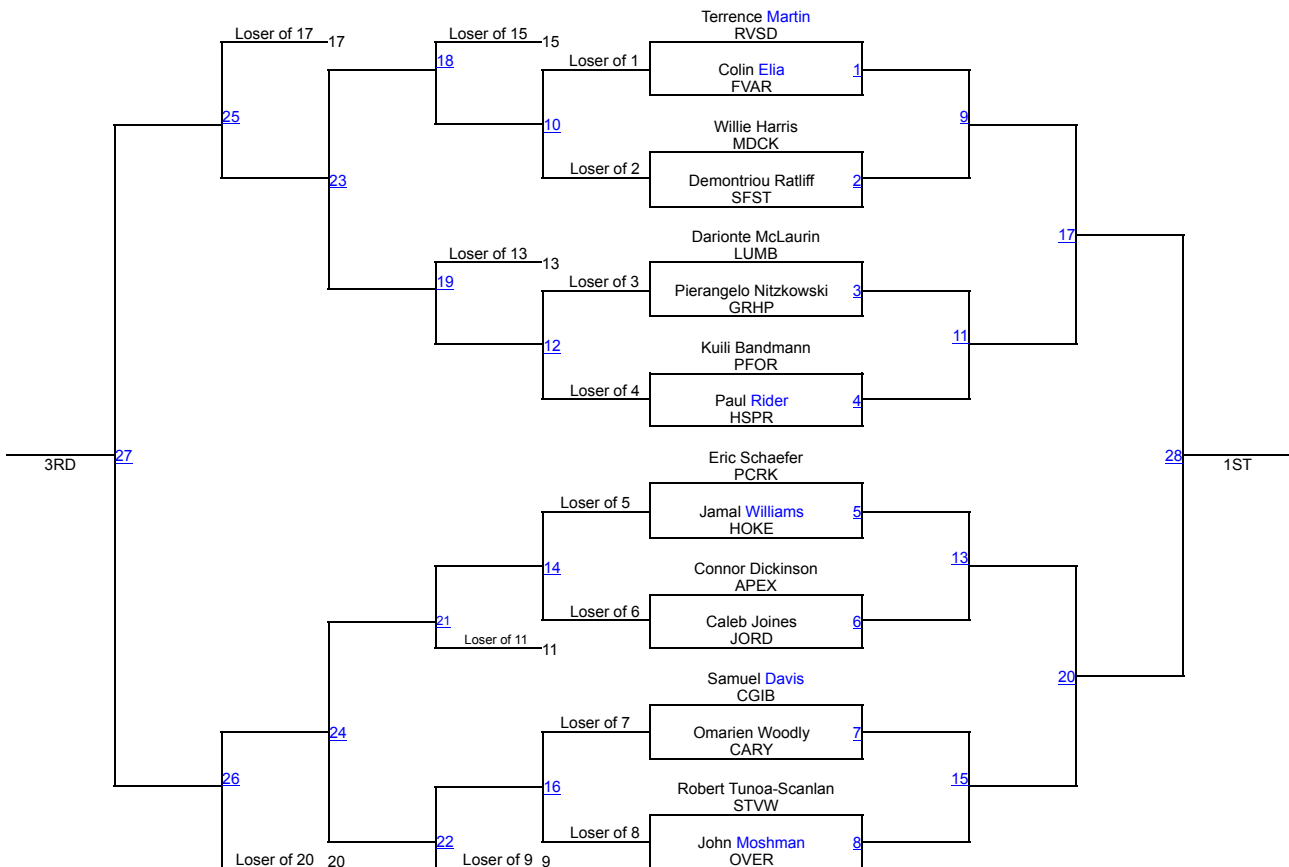 Terrence Martin
RVSD
Loser of 17 17
Loser of 15 15
18
Loser of 1
Colin Elia
FVAR
1
25
10
Willie Harris
MDCK
9
Loser of 2
Demontriou Ratliff
SFST
2
23
Darionte McLaurin
LUMB
17
Loser of 13 13
19
Loser of 3
Pierangelo Nitzkowski
GRHP
3
12
Kuili Bandmann
PFOR
11
Loser of 4
Paul Rider
HSPR
4
3RD
27
Eric Schaefer
PCRK
28
1ST
Loser of 5
Jamal Williams
HOKE
5
14
Connor Dickinson
APEX
13
21
Loser of 6
Caleb Joines
JORD
6
Loser of 11 11
Samuel Davis
CGIB
20
24
Loser of 7
Omarien Woodly
CARY
7
26
16
Robert Tunoa-Scanlan
STVW
15
22
Loser of 8
John Moshman
OVER
8
Loser of 20 20
Loser of 9 9